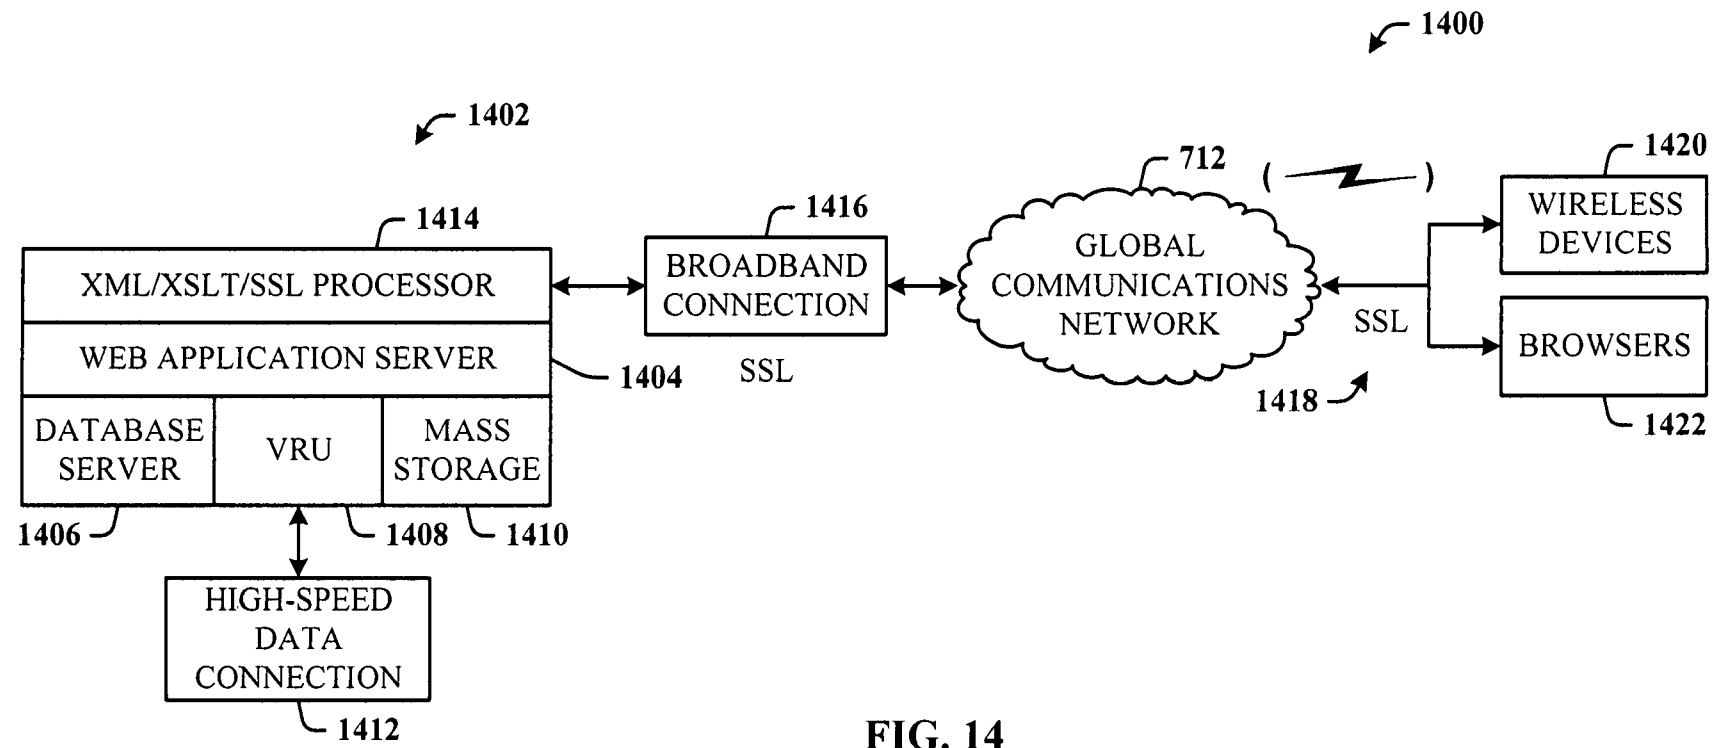 1400
1402
712
1420
WIRELESS
DEVICES
1414
1416
XML/XSLT/SSL PROCESSOR
BROADBAND
CONNECTION
GLOBAL
COMMUNICATIONS
NETWORK
SSL
BROWSERS
WEB APPLICATION SERVER
1404
SSL
1418
1422
DATABASE
SERVER
VRU
MASS
STORAGE
1406
1408
1410
HIGH-SPEED
DATA
CONNECTION
1412
FIG. 14